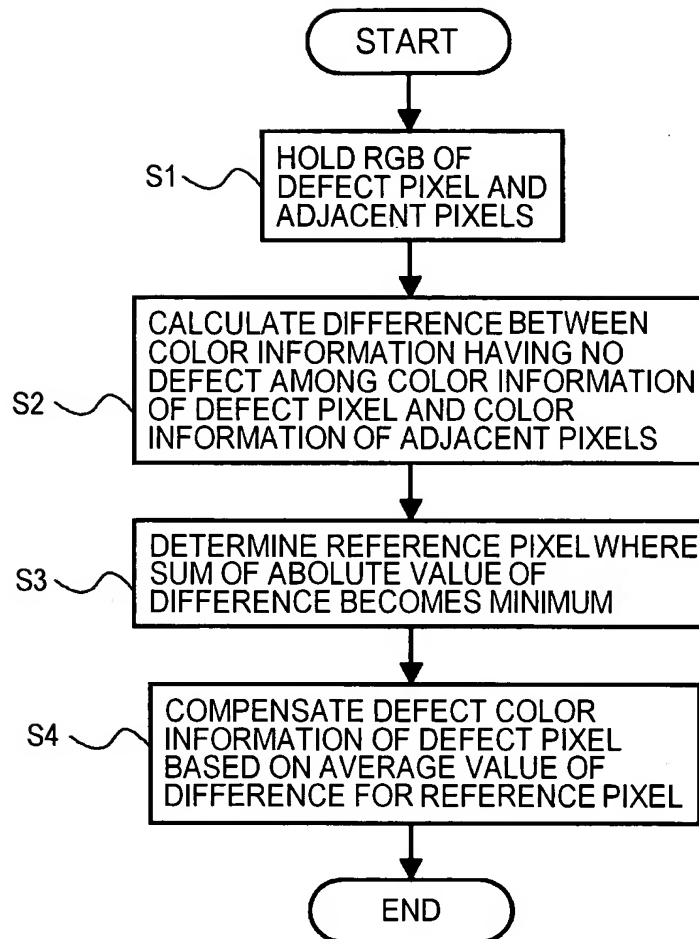 START
S1
HOLD RGB OF
DEFECT PIXEL AND
ADJACENT PIXELS
S2
CALCULATE DIFFERENCE BETWEEN
COLOR INFORMATION HAVING NO
DEFECT AMONG COLOR INFORMATION
OF DEFECT PIXEL AND COLOR
INFORMATION OF ADJACENT PIXELS
S3
DETERMINE REFERENCE PIXEL WHERE
SUM OF ABOLUTE VALUE OF
DIFFERENCE BECOMES MINIMUM
S4
COMPENSATE DEFECT COLOR
INFORMATION OF DEFECT PIXEL
BASED ON AVERAGE VALUE OF
DIFFERENCE FOR REFERENCE PIXEL
END